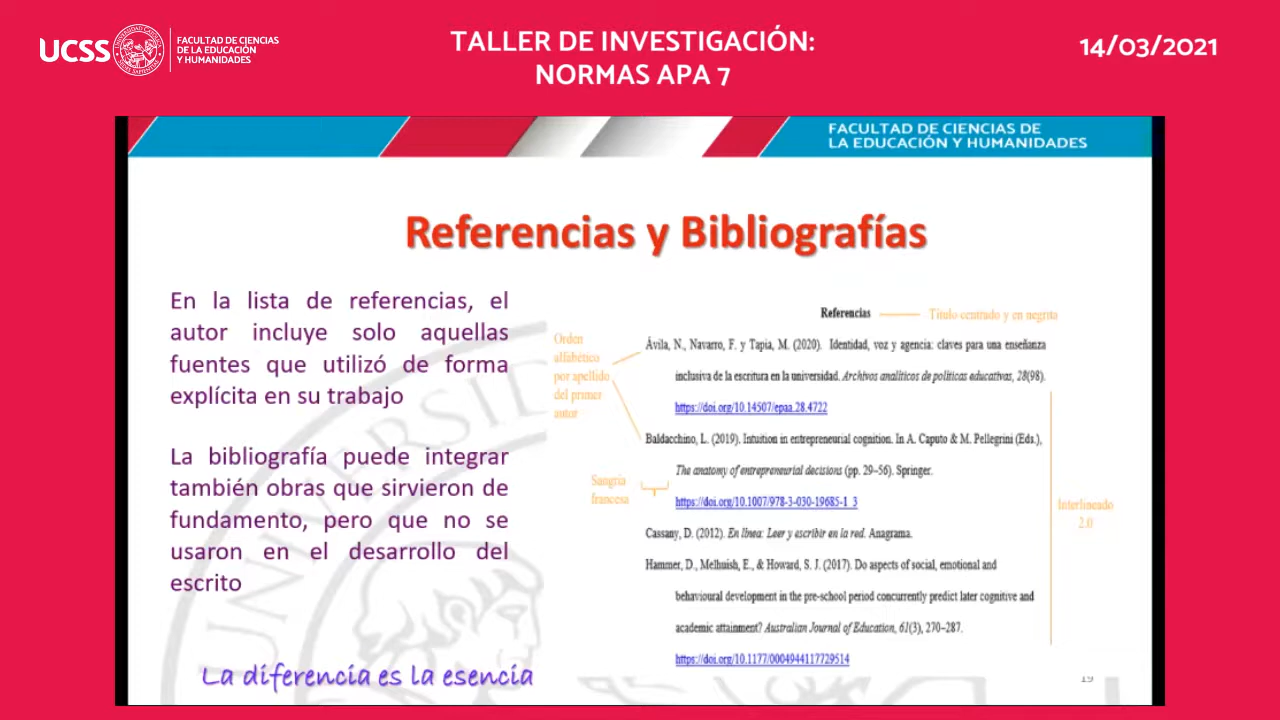 UCSS
FACULTAD DE CIENCIAS
DE LA EDUCACIÓN
Y HUMANIDADES
TALLER DE INVESTIGACIÓN:
NORMAS APA 7
14/03/2021
FACULTAD DE CIENCIAS DE
LA EDUCACIÓN Y HUMANIDADES
Referencias y Bibliografías
En la lista de referencias, el
autor incluye solo aquellas
fuentes que utilizó de forma
explícita en su trabajo
La bibliografía puede integrar
también obras que sirvieron de
fundamento, pero que no se
usaron en el desarrollo del
escrito
La diferencia es la esencia
Referencias
Título centrado y en negrita
Orden
alfabético
por apellido
del primer
autor
Ávila, N., Navarro, F. y Tapia, M. (2020). Identidad, voz y agencia: claves para una enseñanza
inclusiva de la escritura en la universidad. Archivos analíticos de políticas educativas, 28(98).
https://doi.org/10.14507/epaa.28.4722
Baldacchino, L. (2019). Intuition in entrepreneurial cognition. In A. Caputo & M. Pellegrini (Eds.),
The anatomy of entrepreneurial decisions (pp. 29–56). Springer.
https://doi.org/10.1007/978-3-030-19685-1_3
Sangría
francesa
Cassany, D. (2012). En línea: Leer y escribir en la red. Anagrama.
Hammer, D., Melhuish, E., & Howard, S. J. (2017). Do aspects of social, emotional and
behavioural development in the pre-school period concurrently predict later cognitive and
academic attainment? Australian Journal of Education, 61(3), 270–287.
https://doi.org/10.1177/0004944117729514
Interlineado
2.0
19